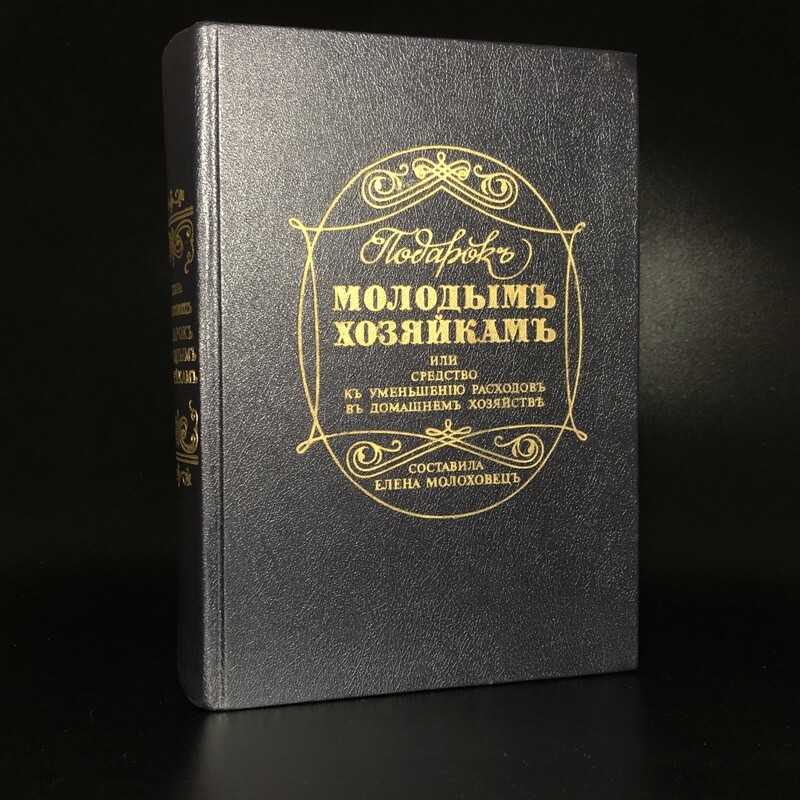 Подарокъ
МОЛОДЫМЪ
ХОЗЯЙКАМЪ
ИЛИ
СРЕДСТВО
КЪ УМЕНЬШЕНІЮ РАСХОДОВЪ
ВЪ ДОМАШНЕМЪ ХОЗЯЙСТВѢ
СОСТАВИЛА
ЕЛЕНА МОЛОХОВЕЦЪ